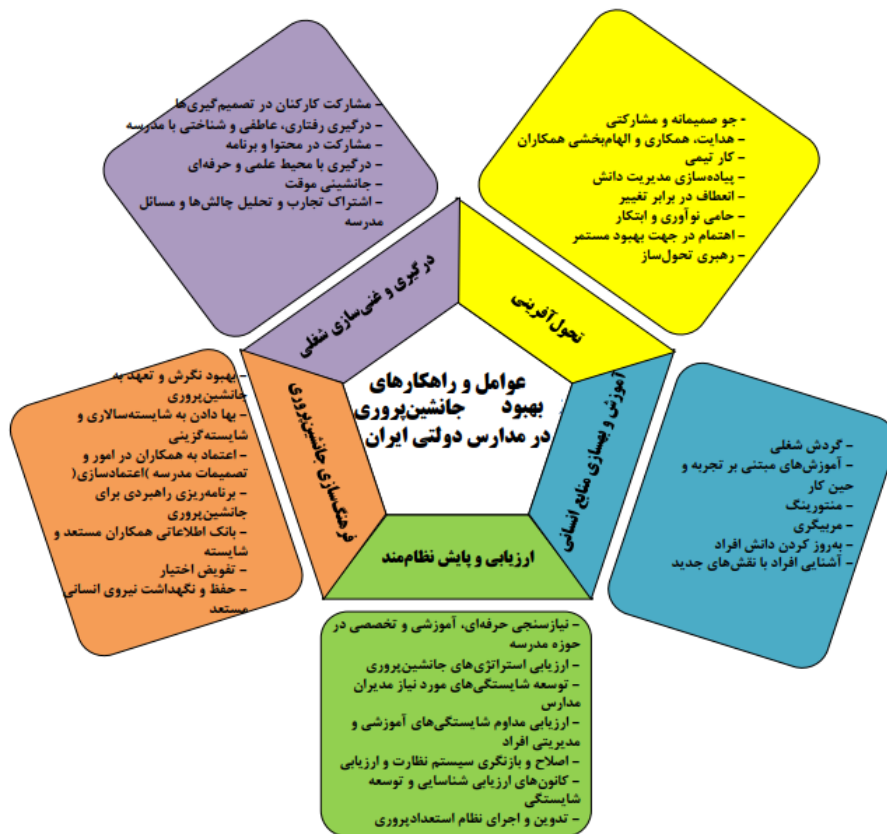 - مشارکت کارکنان در تصمیم‌گیری‌ها
- درگیری رفتاری، عاطفی و شناختی با مدرسه
- مشارکت در محتوا و برنامه
- درگیری با محیط علمی و حرفه‌ای
- جانشینی موقت
- اشتراک تجارب و تحلیل چالش‌ها و مسائل
مدرسه
- جو صمیمانه و مشارکتی
- هدایت، همکاری و الهام‌بخشی همکاران
- کار تیمی
- پیاده‌سازی مدیریت دانش
- انعطاف در برابر تغییر
- حامی نوآوری و ابتکار
- اهتمام در جهت بهبود مستمر
- رهبری تحول‌ساز
درگیری و غنی‌سازی شغلی
تحول‌آفرینی
عوامل و راهکارهای
بهبود جانشین‌پروری
در مدارس دولتی ایران
فرهنگ‌سازی جانشین‌پروری
آموزش و بهسازی منابع انسانی
ارزیابی و پایش نظام‌مند
- بهبود نگرش و تعهد به
جانشین‌پروری
- بها دادن به شایسته‌سالاری و
شایسته‌گزینی
- اعتماد به همکاران در امور و
تصمیمات مدرسه )اعتمادسازی(
- برنامه‌ریزی راهبردی برای
جانشین‌پروری
- بانک اطلاعاتی همکاران مستعد و
شایسته
- تفویض اختیار
- حفظ و نگهداشت نیروی انسانی
مستعد
- گردش شغلی
- آموزش‌های مبتنی بر تجربه و
حین کار
- منتورینگ
- مربیگری
- به‌روز کردن دانش افراد
- آشنایی افراد با نقش‌های جدید
- نیازسنجی حرفه‌ای، آموزشی و تخصصی در
حوزه مدرسه
- ارزیابی استراتژی‌های جانشین‌پروری
- توسعه شایستگی‌های مورد نیاز مدیران
مدارس
- ارزیابی مداوم شایستگی‌های آموزشی و
مدیریتی افراد
- اصلاح و بازنگری سیستم نظارت و ارزیابی
- کانون‌های ارزیابی شناسایی و توسعه
شایستگی
- تدوین و اجرای نظام استعدادپروری